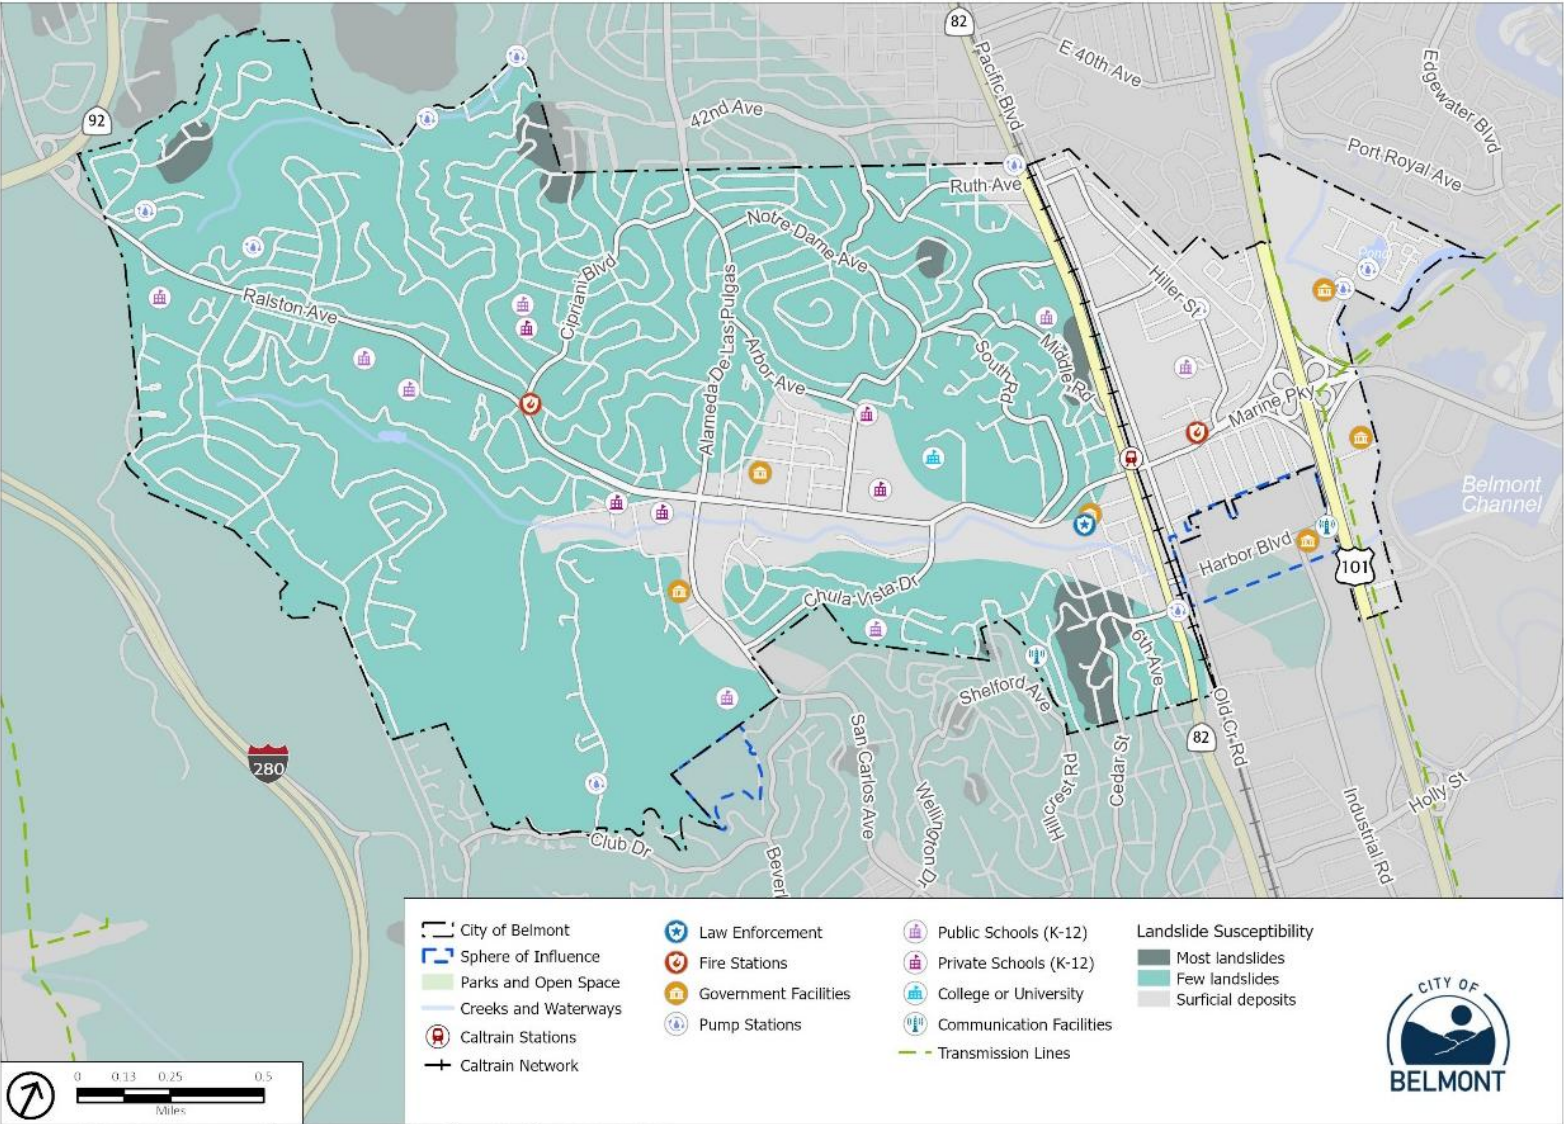 82
Pacific Blvd
E 40th Ave
Edgewater Blvd
92
42nd Ave
Port Royal Ave
Ruth Ave
Notre Dame Ave
Pond
Cipriani Blvd
Hiller St
Ralston Ave
Alameda De Las Pulgas
Arbor Ave
South Rd
Middle Rd
Marine Pky
Belmont
Channel
Harbor Blvd
101
Chula Vista Dr
6th Ave
Shelford Ave
Old Cr Rd
82
280
San Carlos Ave
Wellington Dr
Hillcrest Rd
Cedar St
Industrial Rd
Holly St
Club Dr
Beverl
City of Belmont
Sphere of Influence
Parks and Open Space
Creeks and Waterways
Caltrain Stations
Caltrain Network
Law Enforcement
Fire Stations
Government Facilities
Pump Stations
Public Schools (K-12)
Private Schools (K-12)
College or University
Communication Facilities
Transmission Lines
Landslide Susceptibility
Most landslides
Few landslides
Surficial deposits
CITY OF
BELMONT
0 0.13 0.25 0.5
Miles